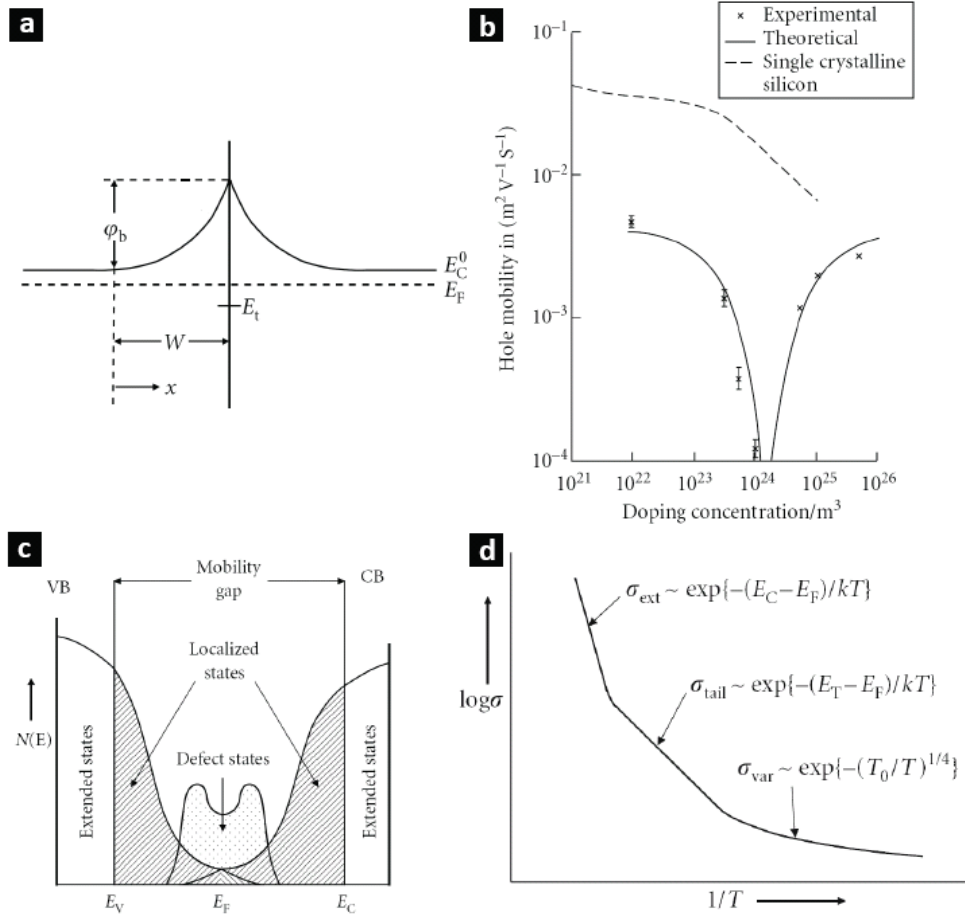 a
φb
E⁰C
EF
Et
W
x
b
Experimental
Theoretical
Single crystalline
silicon
Hole mobility in (m² V⁻¹ S⁻¹)
10⁻¹
10⁻²
10⁻³
10⁻⁴
10²¹ 10²² 10²³ 10²⁴ 10²⁵ 10²⁶
Doping concentration/m³
c
VB
Mobility
gap
CB
Localized
states
N(E)
Defect states
Extended states
Extended states
EV EF EC
d
σext ~ exp{−(EC−EF)/kT}
logσ
σtail ~ exp{−(ET−EF)/kT}
σvar ~ exp{−(T0/T)¹ᐟ⁴}
1/T